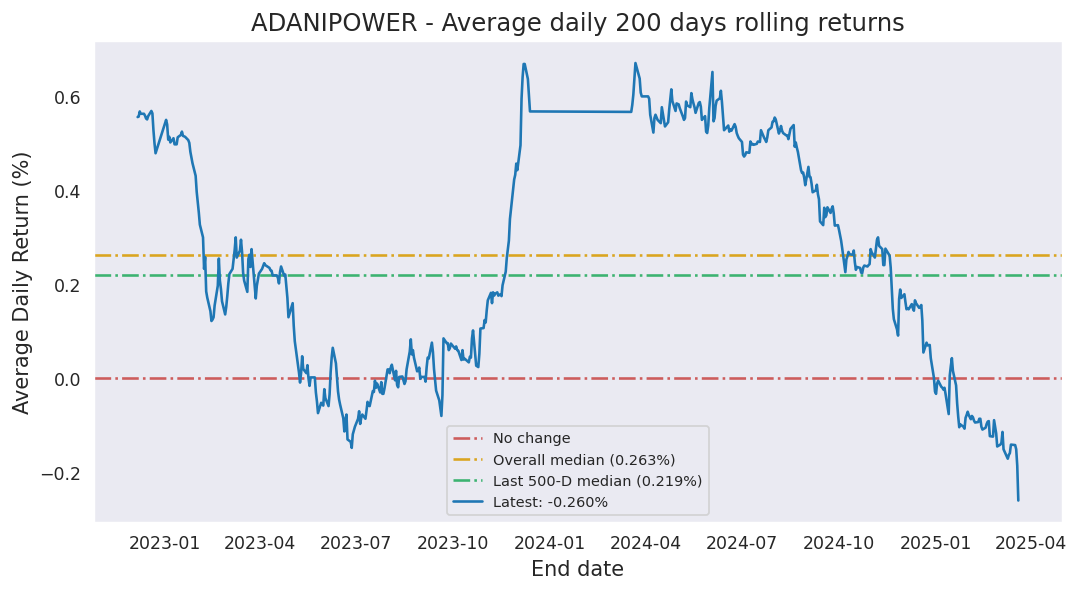 ADANIPOWER - Average daily 200 days rolling returns
Average Daily Return (%)
0.6
0.4
0.2
0.0
−0.2
No change
Overall median (0.263%)
Last 500-D median (0.219%)
Latest: -0.260%
2023-01 2023-04 2023-07 2023-10 2024-01 2024-04 2024-07 2024-10 2025-01 2025-04
End date